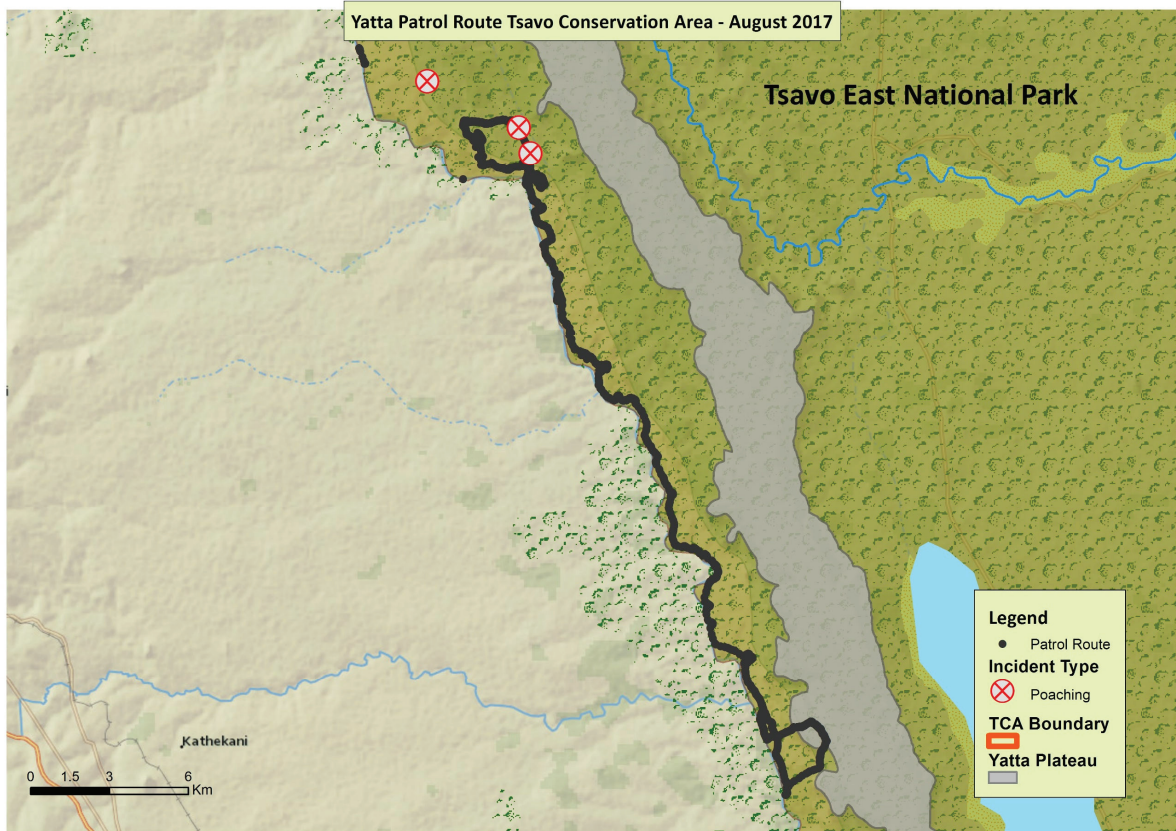 Yatta Patrol Route Tsavo Conservation Area - August 2017
Tsavo East National Park
Legend
Patrol Route
Incident Type
Poaching
TCA Boundary
Yatta Plateau
Kathekani
0 1.5 3 6
Km